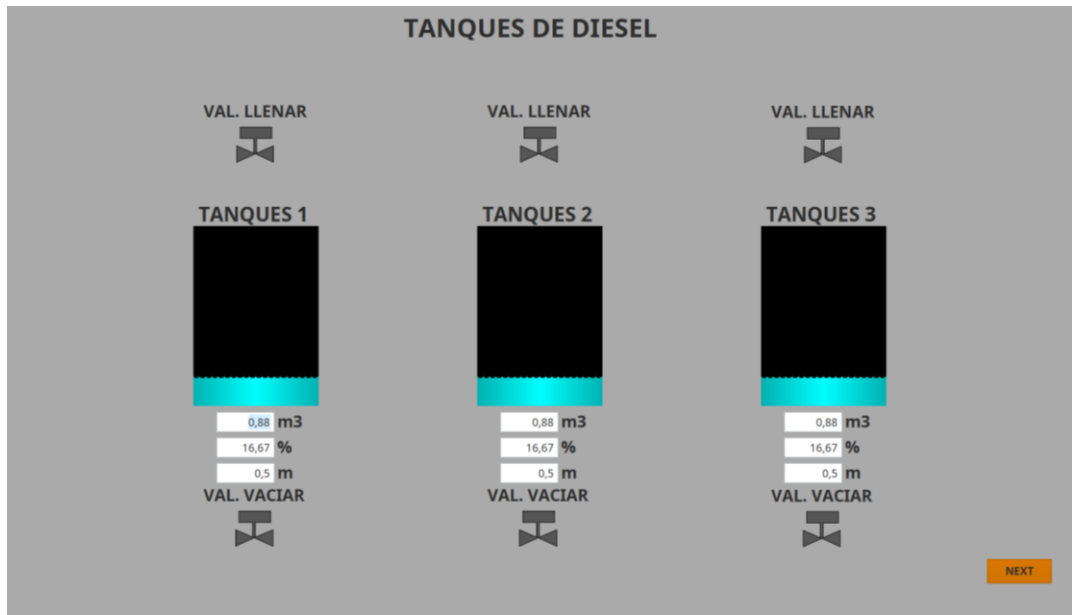 TANQUES DE DIESEL
VAL. LLENAR VAL. LLENAR VAL. LLENAR
TANQUES 1 TANQUES 2 TANQUES 3
0,88 m3 0,88 m3 0,88 m3
16,67 % 16,67 % 16,67 %
0,5 m 0,5 m 0,5 m
VAL. VACIAR VAL. VACIAR VAL. VACIAR
NEXT